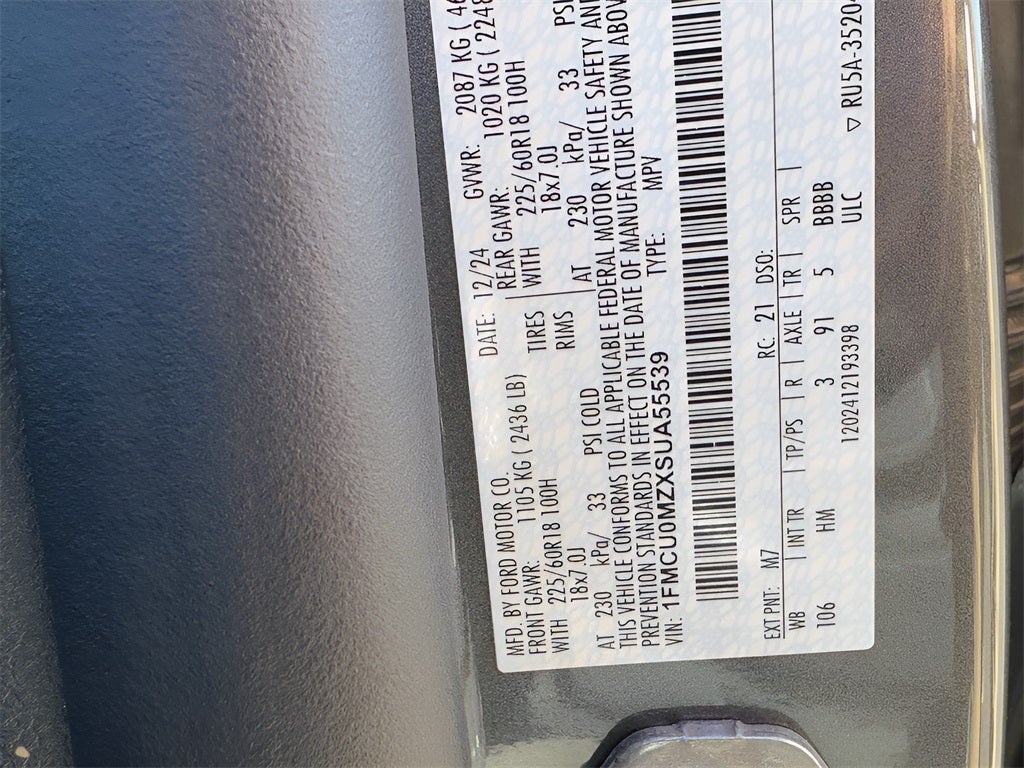 MFD. BY FORD MOTOR CO. DATE: 12/24 GVWR: 2087 KG ( 46
FRONT GAWR: 1105 KG ( 2436 LB) REAR GAWR: 1020 KG ( 2248
WITH 225/60R18 100H TIRES WITH 225/60R18 100H
18x7.0J RIMS 18x7.0J
AT 230 kPa/ 33 PSI COLD AT 230 kPa/ 33 PSI
THIS VEHICLE CONFORMS TO ALL APPLICABLE FEDERAL MOTOR VEHICLE SAFETY AND
PREVENTION STANDARDS IN EFFECT ON THE DATE OF MANUFACTURE SHOWN ABOV
VIN: 1FMCU0MZXSUA55539 TYPE: MPV
EXT PNT: M7 RC: 21 DSO:
WB | INT TR | TP/PS | R | AXLE | TR | SPR |
106 HM 3 91 5 BBBB
1202412193398 ULC ▽ RU5A-3520